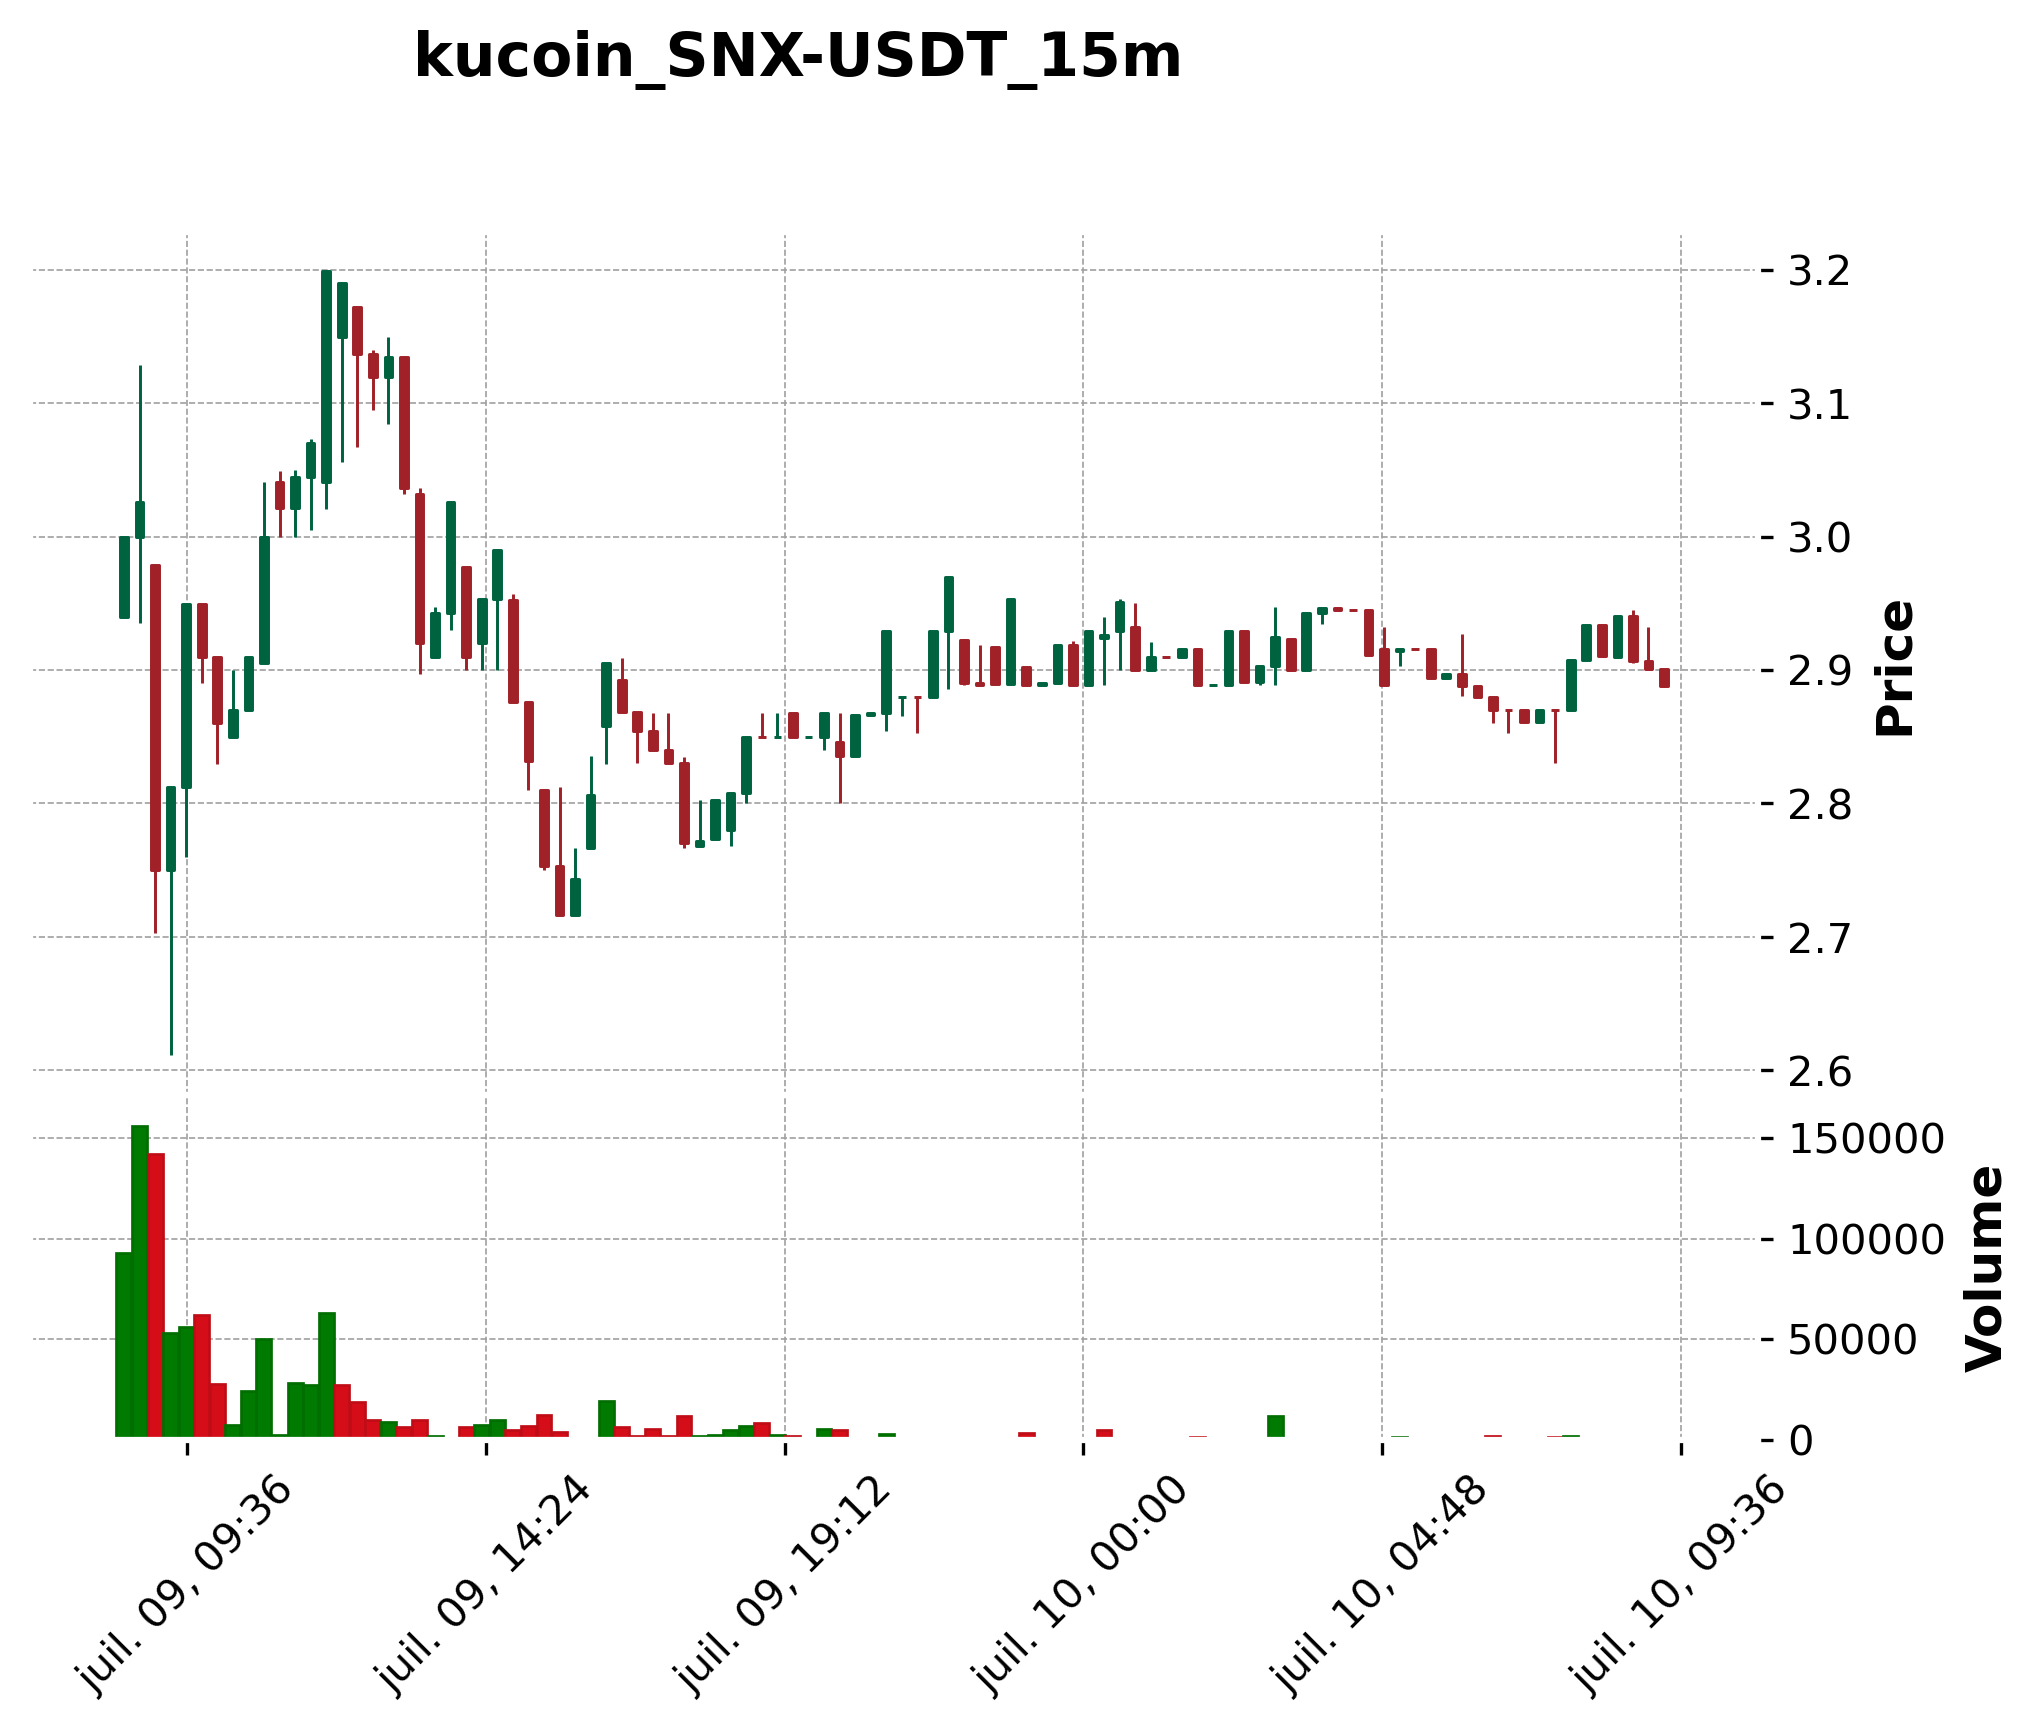 kucoin_SNX-USDT_15m
3.2
3.1
3.0
2.9
2.8
2.7
2.6
Price
150000
100000
50000
0
Volume
juil. 09, 09:36
juil. 09, 14:24
juil. 09, 19:12
juil. 10, 00:00
juil. 10, 04:48
juil. 10, 09:36